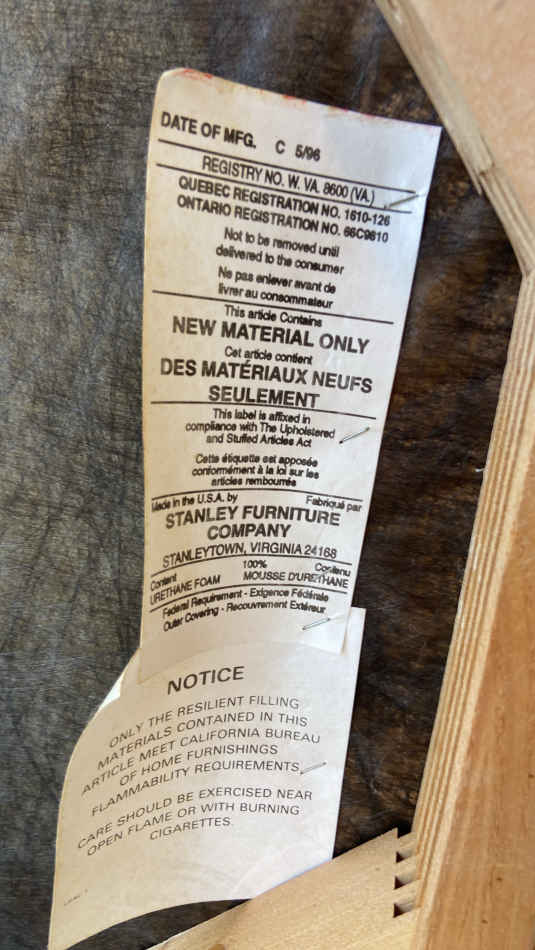 DATE OF MFG. C 5/96
REGISTRY NO. W. VA. 8600 (VA.)
QUEBEC REGISTRATION NO. 1610-126
ONTARIO REGISTRATION NO. 66C9810
Not to be removed until
delivered to the consumer
Ne pas enlever avant de
livrer au consommateur
This article Contains
NEW MATERIAL ONLY
Cet article contient
DES MATÉRIAUX NEUFS
SEULEMENT
This label is affixed in
compliance with The Upholstered
and Stuffed Articles Act
Cette étiquette est apposée
conformément à la loi sur les
articles rembourrés
Made in the U.S.A. by Fabriqué par
STANLEY FURNITURE
COMPANY
STANLEYTOWN, VIRGINIA 24168
Content 100% Contenu
URETHANE FOAM MOUSSE D'URETHANE
Federal Requirement - Exigence Fédérale
Outer Covering - Recouvrement Extérieur
NOTICE
ONLY THE RESILIENT FILLING
MATERIALS CONTAINED IN THIS
ARTICLE MEET CALIFORNIA BUREAU
OF HOME FURNISHINGS
FLAMMABILITY REQUIREMENTS.
CARE SHOULD BE EXERCISED NEAR
OPEN FLAME OR WITH BURNING
CIGARETTES.